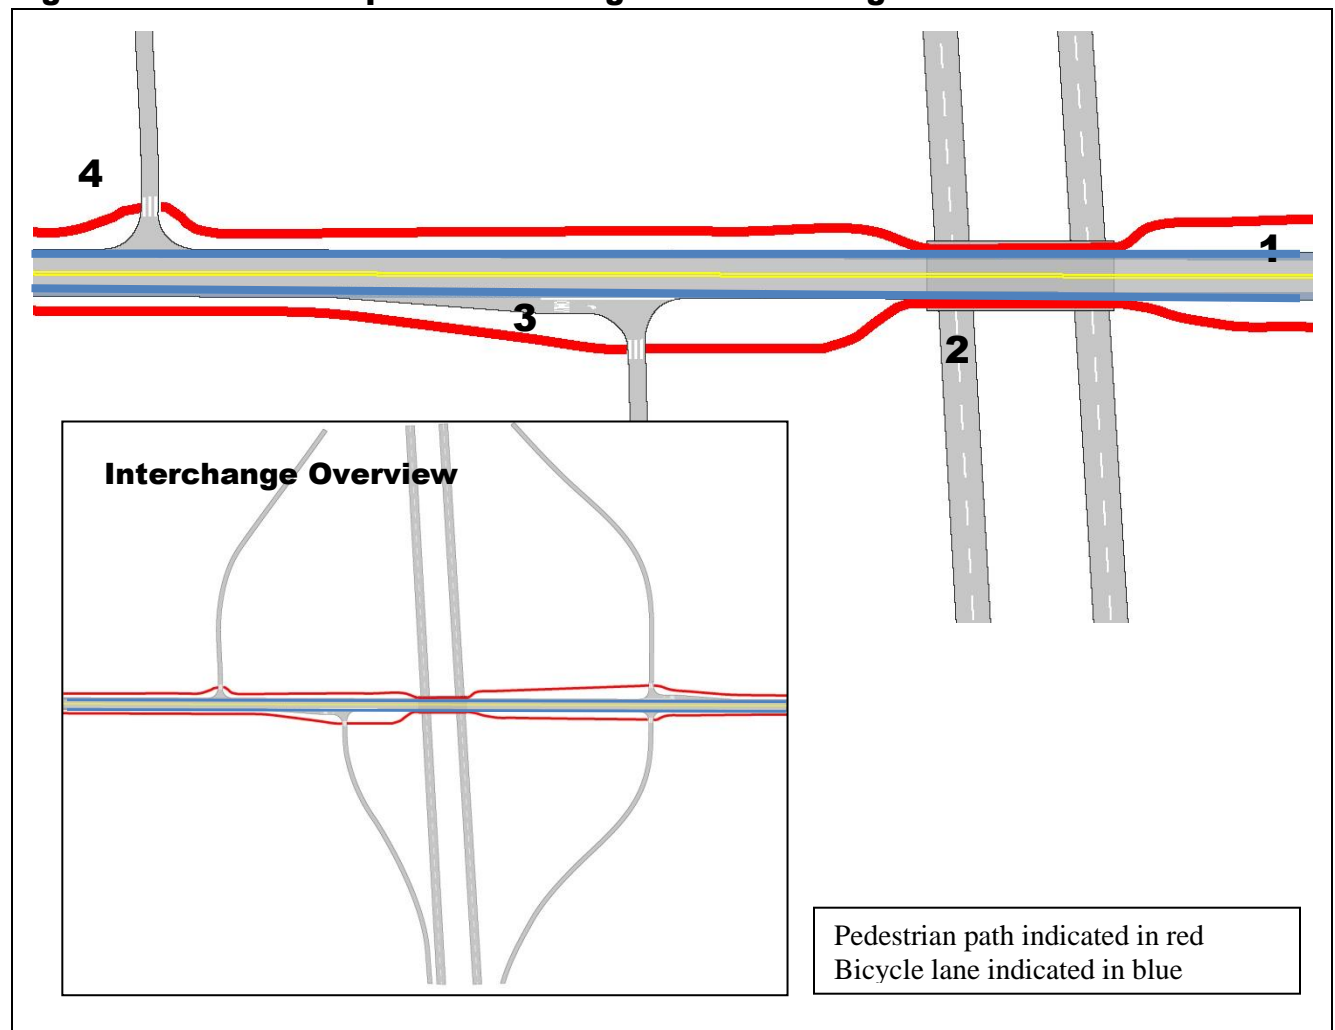 4
1
3
2
Interchange Overview
Pedestrian path indicated in red
Bicycle lane indicated in blue